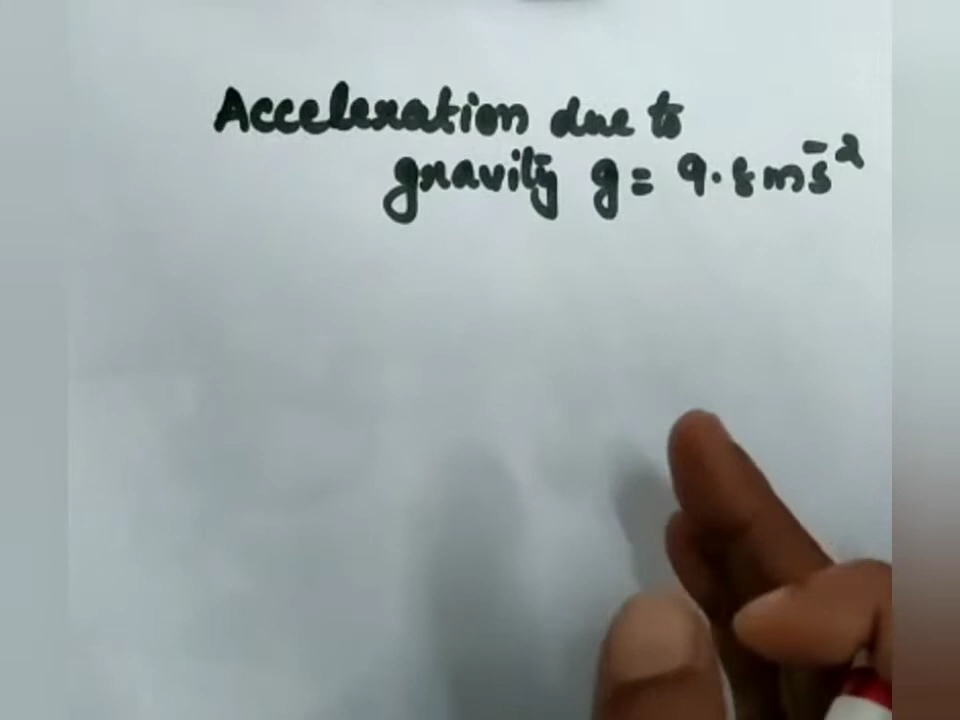 Acceleration due to
gravity g = 9.8 ms⁻²